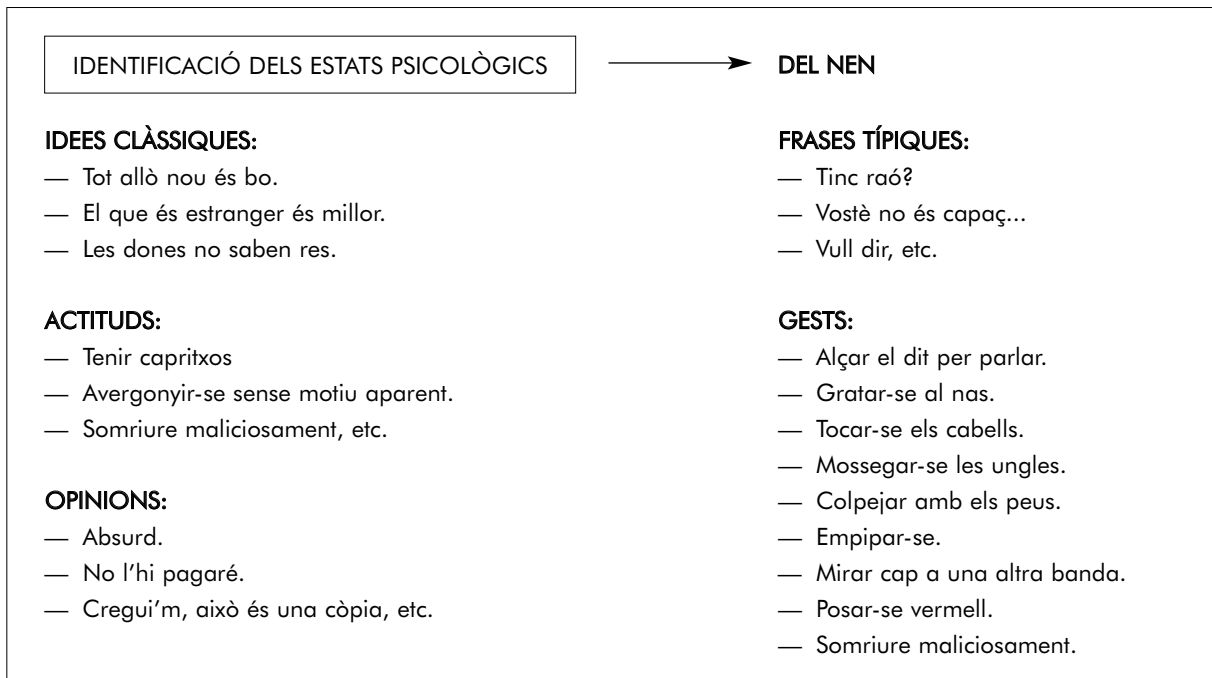 IDENTIFICACIÓ DELS ESTATS PSICOLÒGICS
DEL NEN
IDEES CLÀSSIQUES:
— Tot allò nou és bo.
— El que és estranger és millor.
— Les dones no saben res.
ACTITUDS:
— Tenir capritxos
— Avergonyir-se sense motiu aparent.
— Somriure maliciosament, etc.
OPINIONS:
— Absurd.
— No l’hi pagaré.
— Cregui’m, això és una còpia, etc.
FRASES TÍPIQUES:
— Tinc raó?
— Vostè no és capaç...
— Vull dir, etc.
GESTS:
— Alçar el dit per parlar.
— Gratar-se al nas.
— Tocar-se els cabells.
— Mossegar-se les ungles.
— Colpejar amb els peus.
— Empipar-se.
— Mirar cap a una altra banda.
— Posar-se vermell.
— Somriure maliciosament.